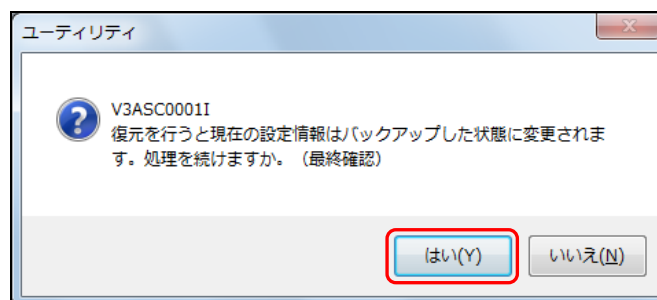 ユーティリティ
V3ASC0001I
復元を行うと現在の設定情報はバックアップした状態に変更されま
す。処理を続けますか。（最終確認）
はい(Y)
いいえ(N)